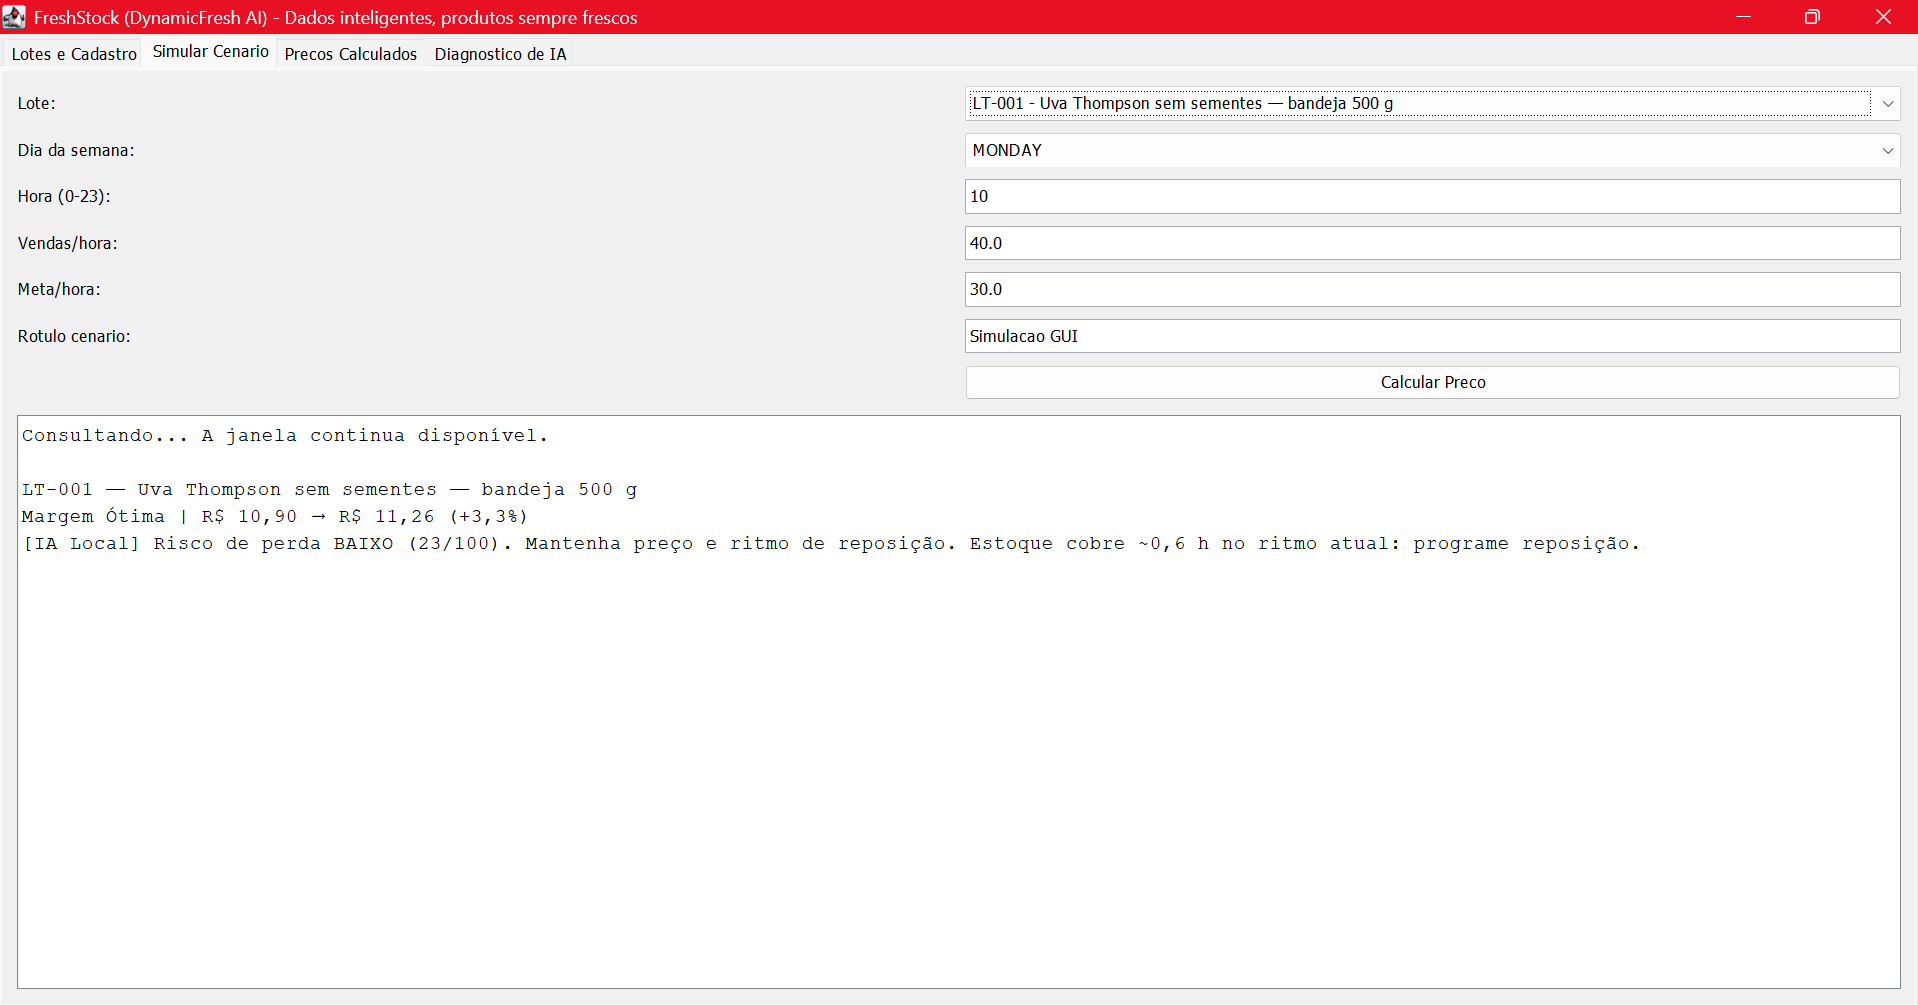 FreshStock (DynamicFresh AI) - Dados inteligentes, produtos sempre frescos
Lotes e Cadastro Simular Cenario Precos Calculados Diagnostico de IA
Lote: LT-001 - Uva Thompson sem sementes — bandeja 500 g
Dia da semana: MONDAY
Hora (0-23): 10
Vendas/hora: 40.0
Meta/hora: 30.0
Rotulo cenario: Simulacao GUI
Calcular Preco
Consultando... A janela continua disponível.
LT-001 — Uva Thompson sem sementes — bandeja 500 g
Margem Ótima | R$ 10,90 → R$ 11,26 (+3,3%)
[IA Local] Risco de perda BAIXO (23/100). Mantenha preço e ritmo de reposição. Estoque cobre ~0,6 h no ritmo atual: programe reposição.